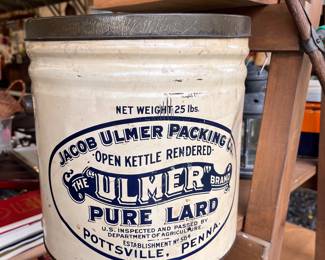 NET WEIGHT 25 lbs.
JACOB ULMER PACKING CO.
OPEN KETTLE RENDERED
THE "ULMER" BRAND
PURE LARD
U.S. INSPECTED AND PASSED BY
DEPARTMENT OF AGRICULTURE.
ESTABLISHMENT No 564
POTTSVILLE, PENNA.